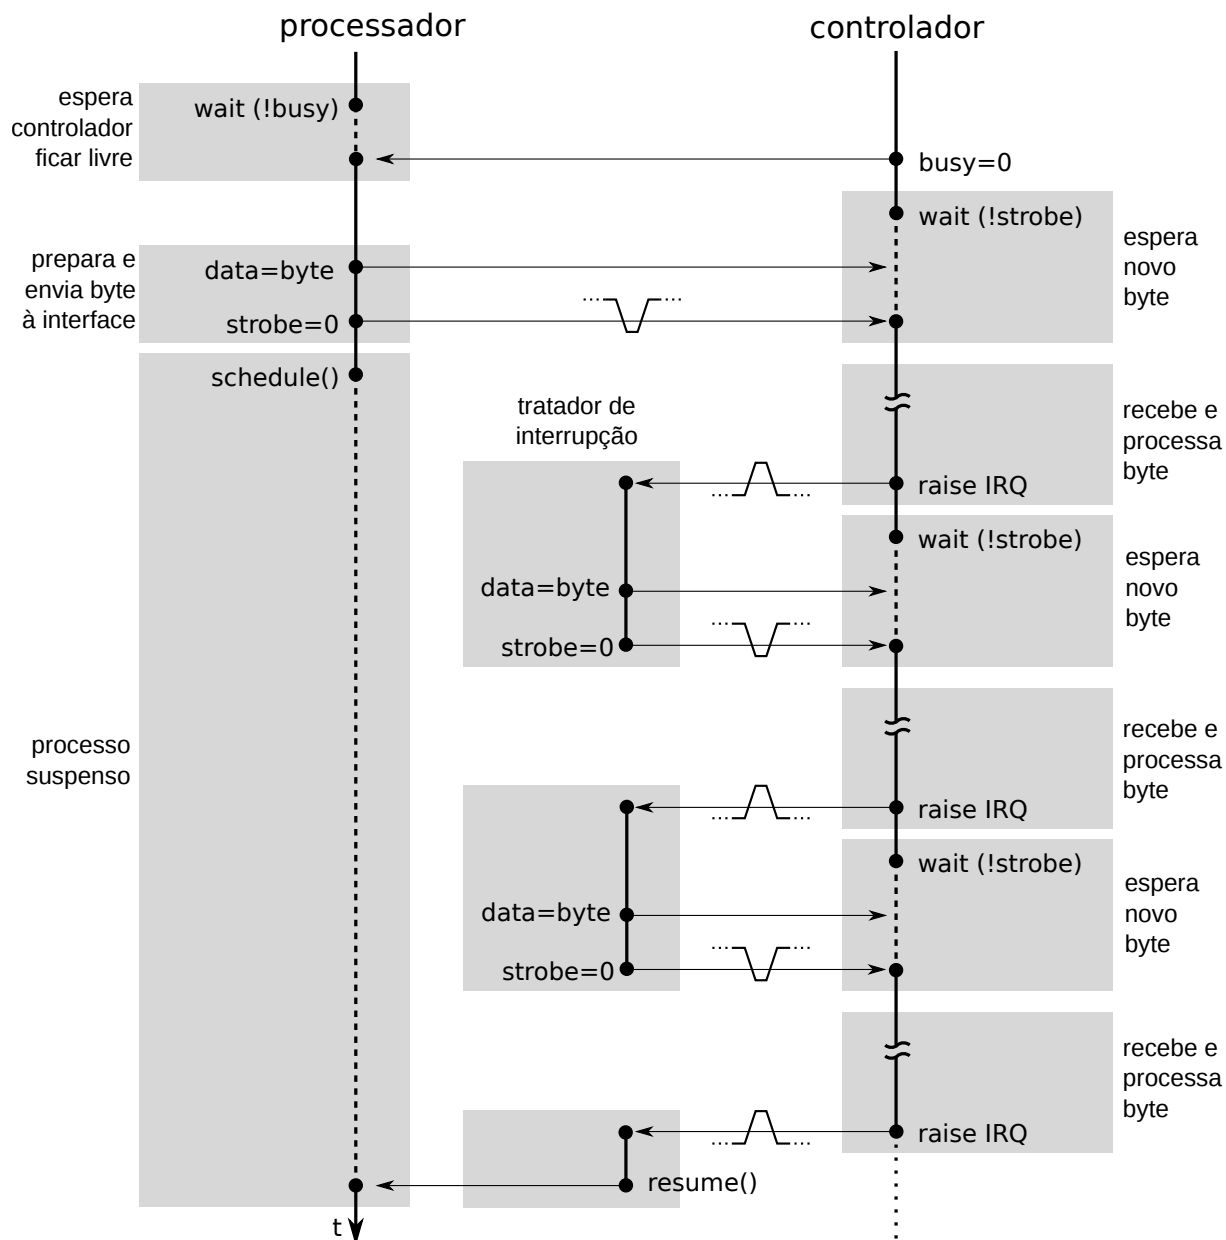 processador
controlador
espera
controlador
ficar livre
wait (!busy)
busy=0
wait (!strobe)
espera
novo
byte
prepara e
envia byte
à interface
data=byte
strobe=0
schedule()
tratador de
interrupção
recebe e
processa
byte
raise IRQ
wait (!strobe)
espera
novo
byte
data=byte
strobe=0
processo
suspenso
recebe e
processa
byte
raise IRQ
wait (!strobe)
espera
novo
byte
data=byte
strobe=0
recebe e
processa
byte
raise IRQ
resume()
t